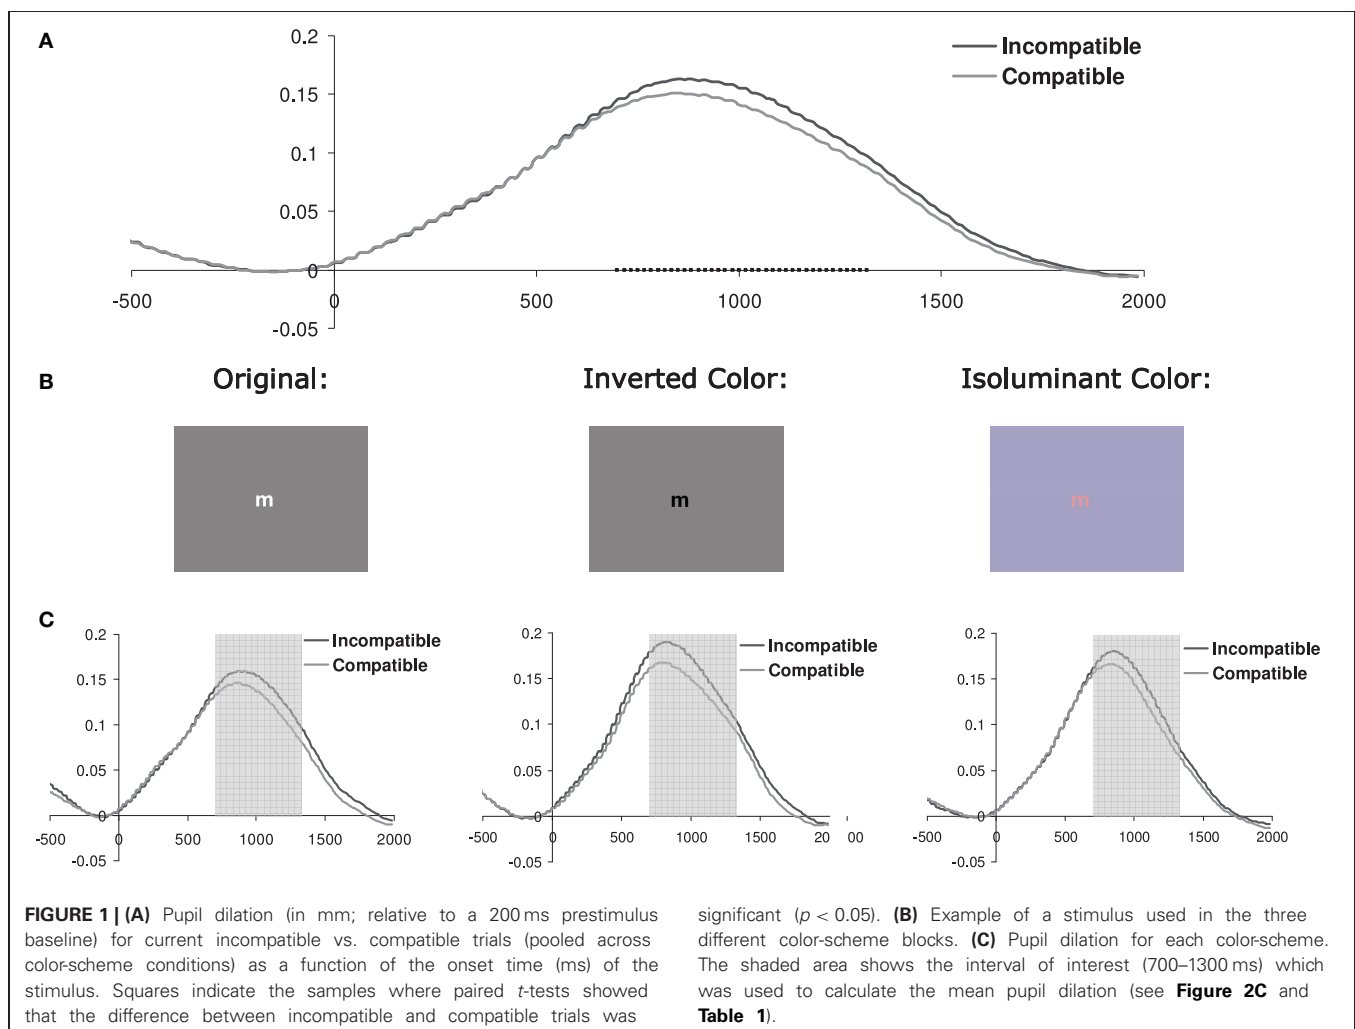 A
0.2
Incompatible
Compatible
0.15
0.1
0.05
0
-500
0
500
1000
1500
2000
-0.05
B
Original:
Inverted Color:
Isoluminant Color:
m
m
m
C
0.2
Incompatible
Compatible
0.15
0.1
0.05
0
-500
0
500
1000
1500
2000
-0.05
0.2
Incompatible
Compatible
0.15
0.1
0.05
0
-500
0
500
1000
1500
20 00
-0.05
0.2
Incompatible
Compatible
0.15
0.1
0.05
0
-500
0
500
1000
1500
2000
-0.05
FIGURE 1 | (A) Pupil dilation (in mm; relative to a 200 ms prestimulus
baseline) for current incompatible vs. compatible trials (pooled across
color-scheme conditions) as a function of the onset time (ms) of the
stimulus. Squares indicate the samples where paired t-tests showed
that the difference between incompatible and compatible trials was
significant (p < 0.05). (B) Example of a stimulus used in the three
different color-scheme blocks. (C) Pupil dilation for each color-scheme.
The shaded area shows the interval of interest (700–1300 ms) which
was used to calculate the mean pupil dilation (see Figure 2C and
Table 1).